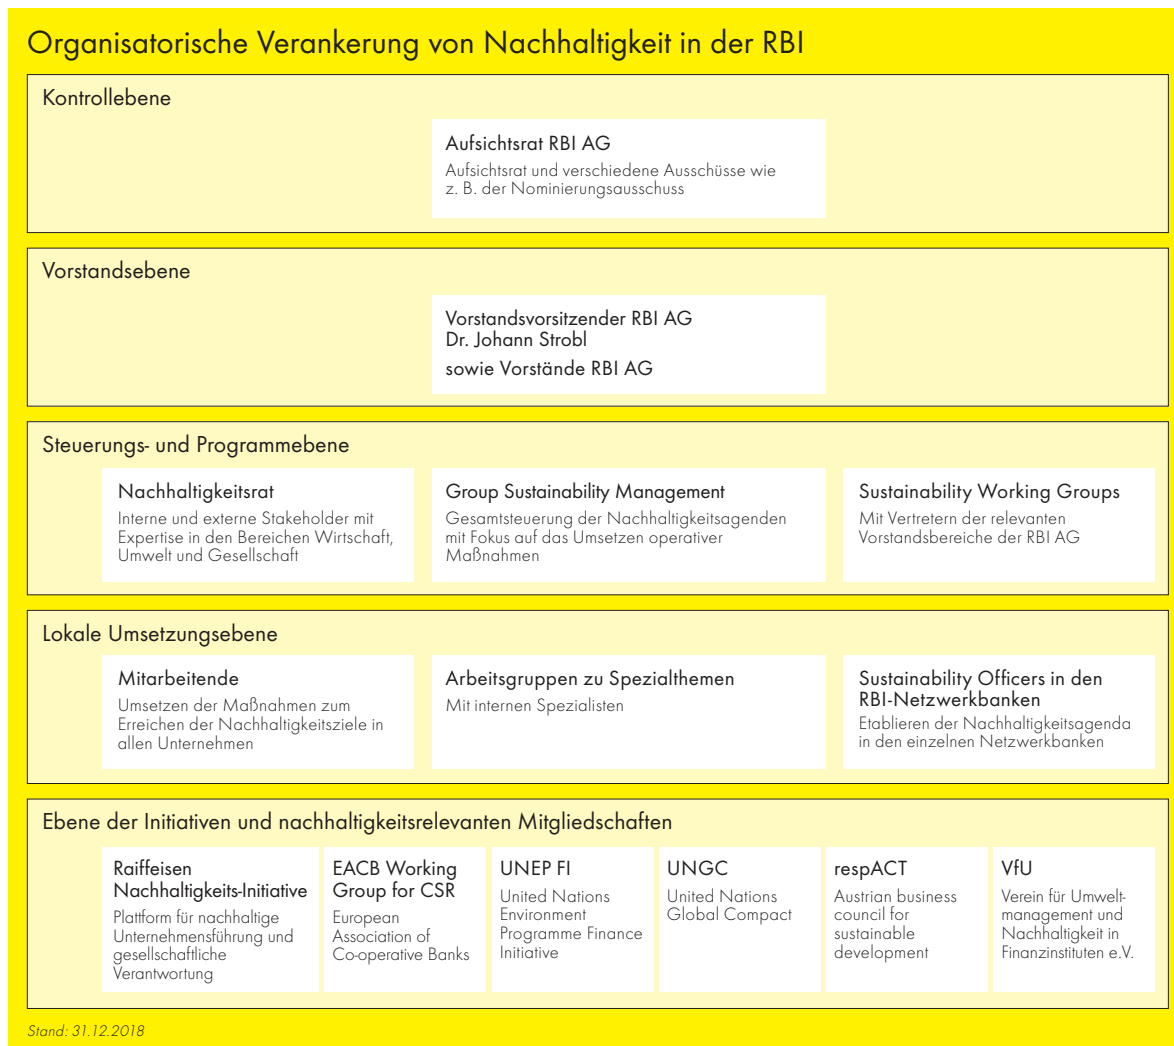 Organisatorische Verankerung von Nachhaltigkeit in der RBI
Kontrollebene
Aufsichtsrat RBI AG
Aufsichtsrat und verschiedene Ausschüsse wie
z. B. der Nominierungsausschuss
Vorstandsebene
Vorstandsvorsitzender RBI AG
Dr. Johann Strobl
sowie Vorstände RBI AG
Steuerungs- und Programmebene
Nachhaltigkeitsrat
Interne und externe Stakeholder mit
Expertise in den Bereichen Wirtschaft,
Umwelt und Gesellschaft
Group Sustainability Management
Gesamtsteuerung der Nachhaltigkeitsagenden
mit Fokus auf das Umsetzen operativer
Maßnahmen
Sustainability Working Groups
Mit Vertretern der relevanten
Vorstandsbereiche der RBI AG
Lokale Umsetzungsebene
Mitarbeitende
Umsetzen der Maßnahmen zum
Erreichen der Nachhaltigkeitsziele in
allen Unternehmen
Arbeitsgruppen zu Spezialthemen
Mit internen Spezialisten
Sustainability Officers in den
RBI-Netzwerkbanken
Etablieren der Nachhaltigkeitsagenda
in den einzelnen Netzwerkbanken
Ebene der Initiativen und nachhaltigkeitsrelevanten Mitgliedschaften
Raiffeisen
Nachhaltigkeits-Initiative
Plattform für nachhaltige
Unternehmensführung und
gesellschaftliche
Verantwortung
EACB Working
Group for CSR
European
Association of
Co-operative Banks
UNEP FI
United Nations
Environment
Programme Finance
Initiative
UNGC
United Nations
Global Compact
respACT
Austrian business
council for
sustainable
development
VfU
Verein für Umwelt-
management und
Nachhaltigkeit in
Finanzinstituten e.V.
Stand: 31.12.2018